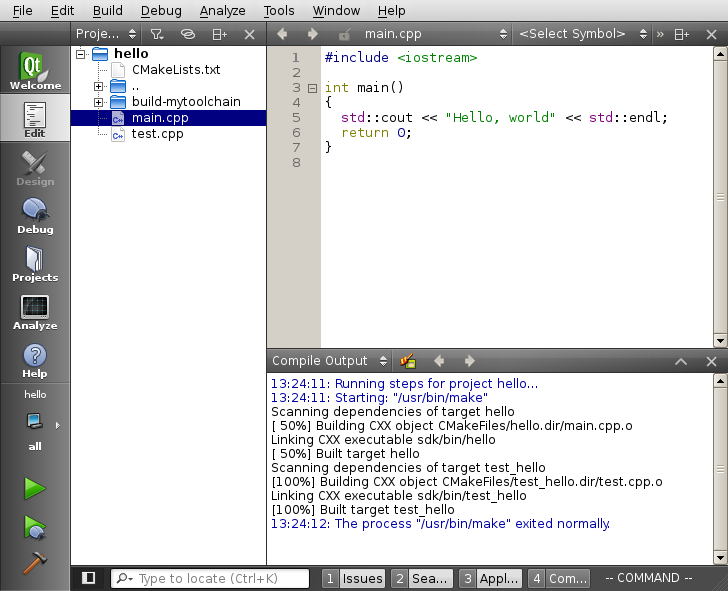 File Edit Build Debug Analyze Tools Window Help
Proje... main.cpp <Select Symbol> »
Qt
Welcome
Edit
Design
Debug
Projects
Analyze
Help
hello
all
hello
CMakeLists.txt
..
build-mytoolchain
C++ main.cpp
C++ test.cpp
1 #include <iostream>
2
3 int main()
4 {
5 std::cout << "Hello, world" << std::endl;
6 return 0;
7 }
8
Compile Output
13:24:11: Running steps for project hello...
13:24:11: Starting: "/usr/bin/make"
Scanning dependencies of target hello
[ 50%] Building CXX object CMakeFiles/hello.dir/main.cpp.o
Linking CXX executable sdk/bin/hello
[ 50%] Built target hello
Scanning dependencies of target test_hello
[100%] Building CXX object CMakeFiles/test_hello.dir/test.cpp.o
Linking CXX executable sdk/bin/test_hello
[100%] Built target test_hello
13:24:12: The process "/usr/bin/make" exited normally.
Type to locate (Ctrl+K) 1 Issues 2 Sea... 3 Appl... 4 Com... -- COMMAND --